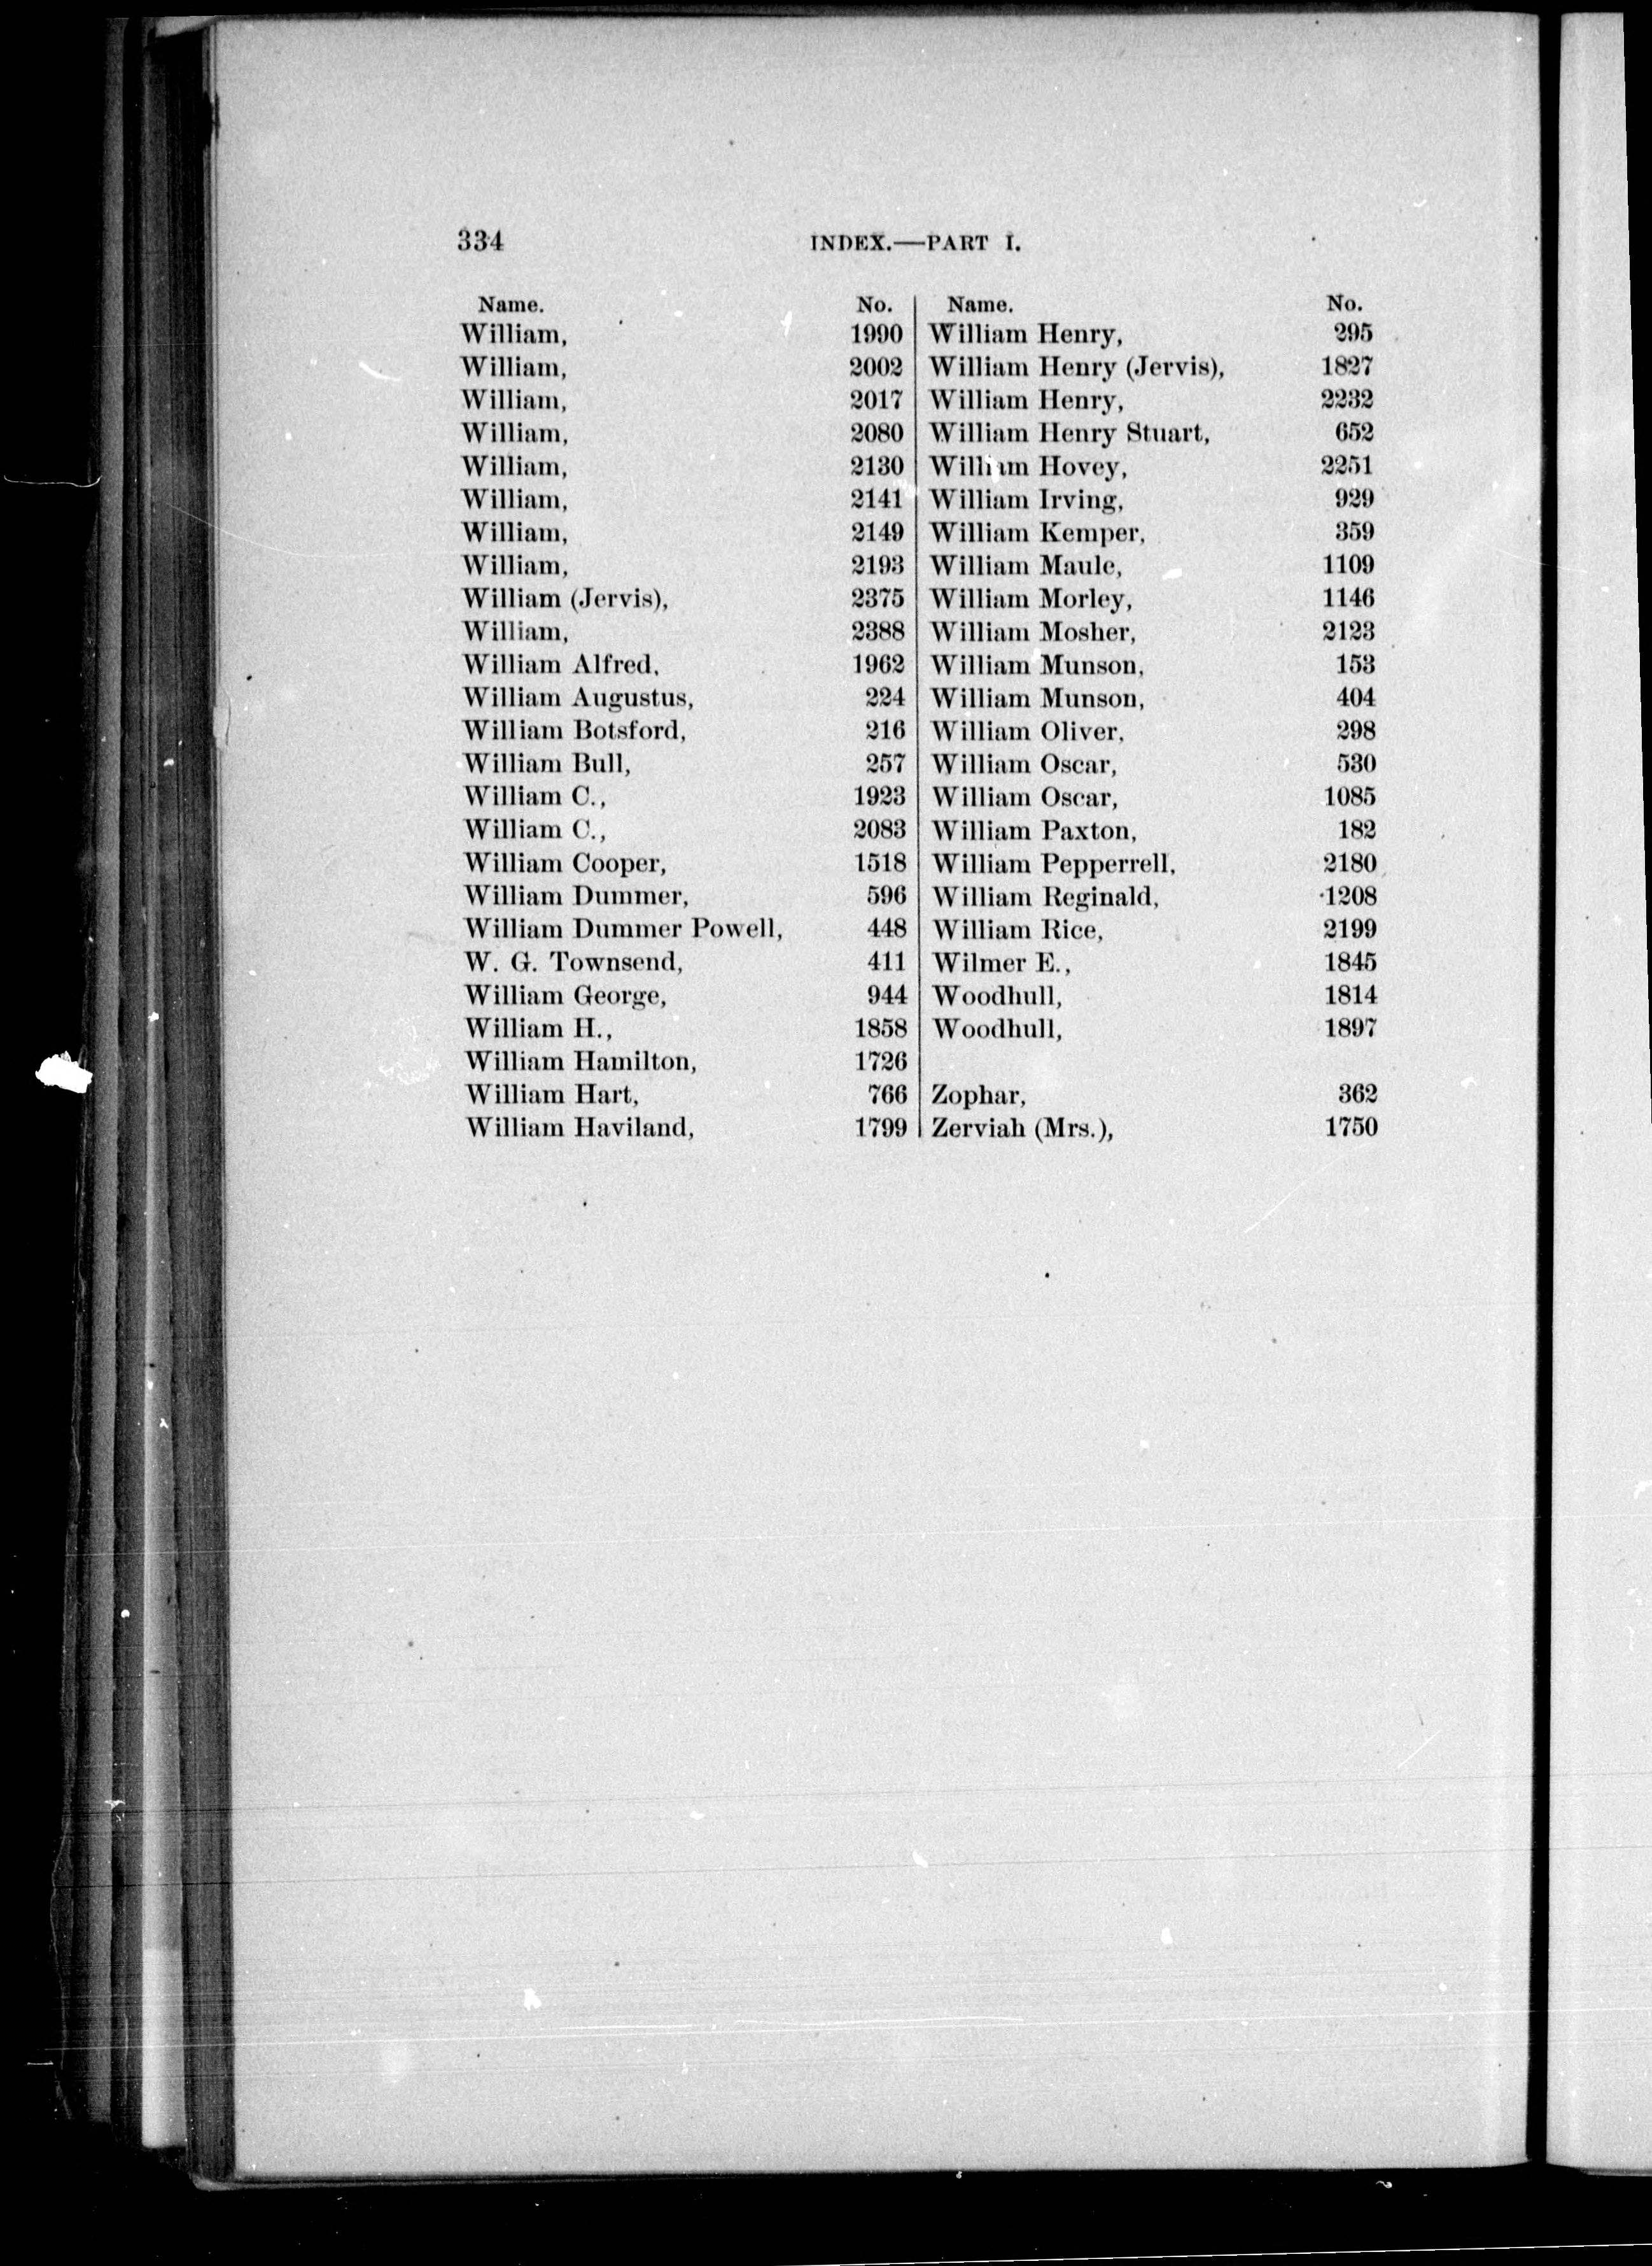 334 INDEX.—PART I.
Name. No.
William, 1990
William, 2002
William, 2017
William, 2080
William, 2130
William, 2141
William, 2149
William, 2193
William (Jervis), 2375
William, 2388
William Alfred, 1962
William Augustus, 224
William Botsford, 216
William Bull, 257
William C., 1923
William C., 2083
William Cooper, 1518
William Dummer, 596
William Dummer Powell, 448
W. G. Townsend, 411
William George, 944
William H., 1858
William Hamilton, 1726
William Hart, 766
William Haviland, 1799
Name. No.
William Henry, 295
William Henry (Jervis), 1827
William Henry, 2232
William Henry Stuart, 652
William Hovey, 2251
William Irving, 929
William Kemper, 359
William Maule, 1109
William Morley, 1146
William Mosher, 2123
William Munson, 153
William Munson, 404
William Oliver, 298
William Oscar, 530
William Oscar, 1085
William Paxton, 182
William Pepperrell, 2180
William Reginald, 1208
William Rice, 2199
Wilmer E., 1845
Woodhull, 1814
Woodhull, 1897
Zophar, 362
Zerviah (Mrs.), 1750